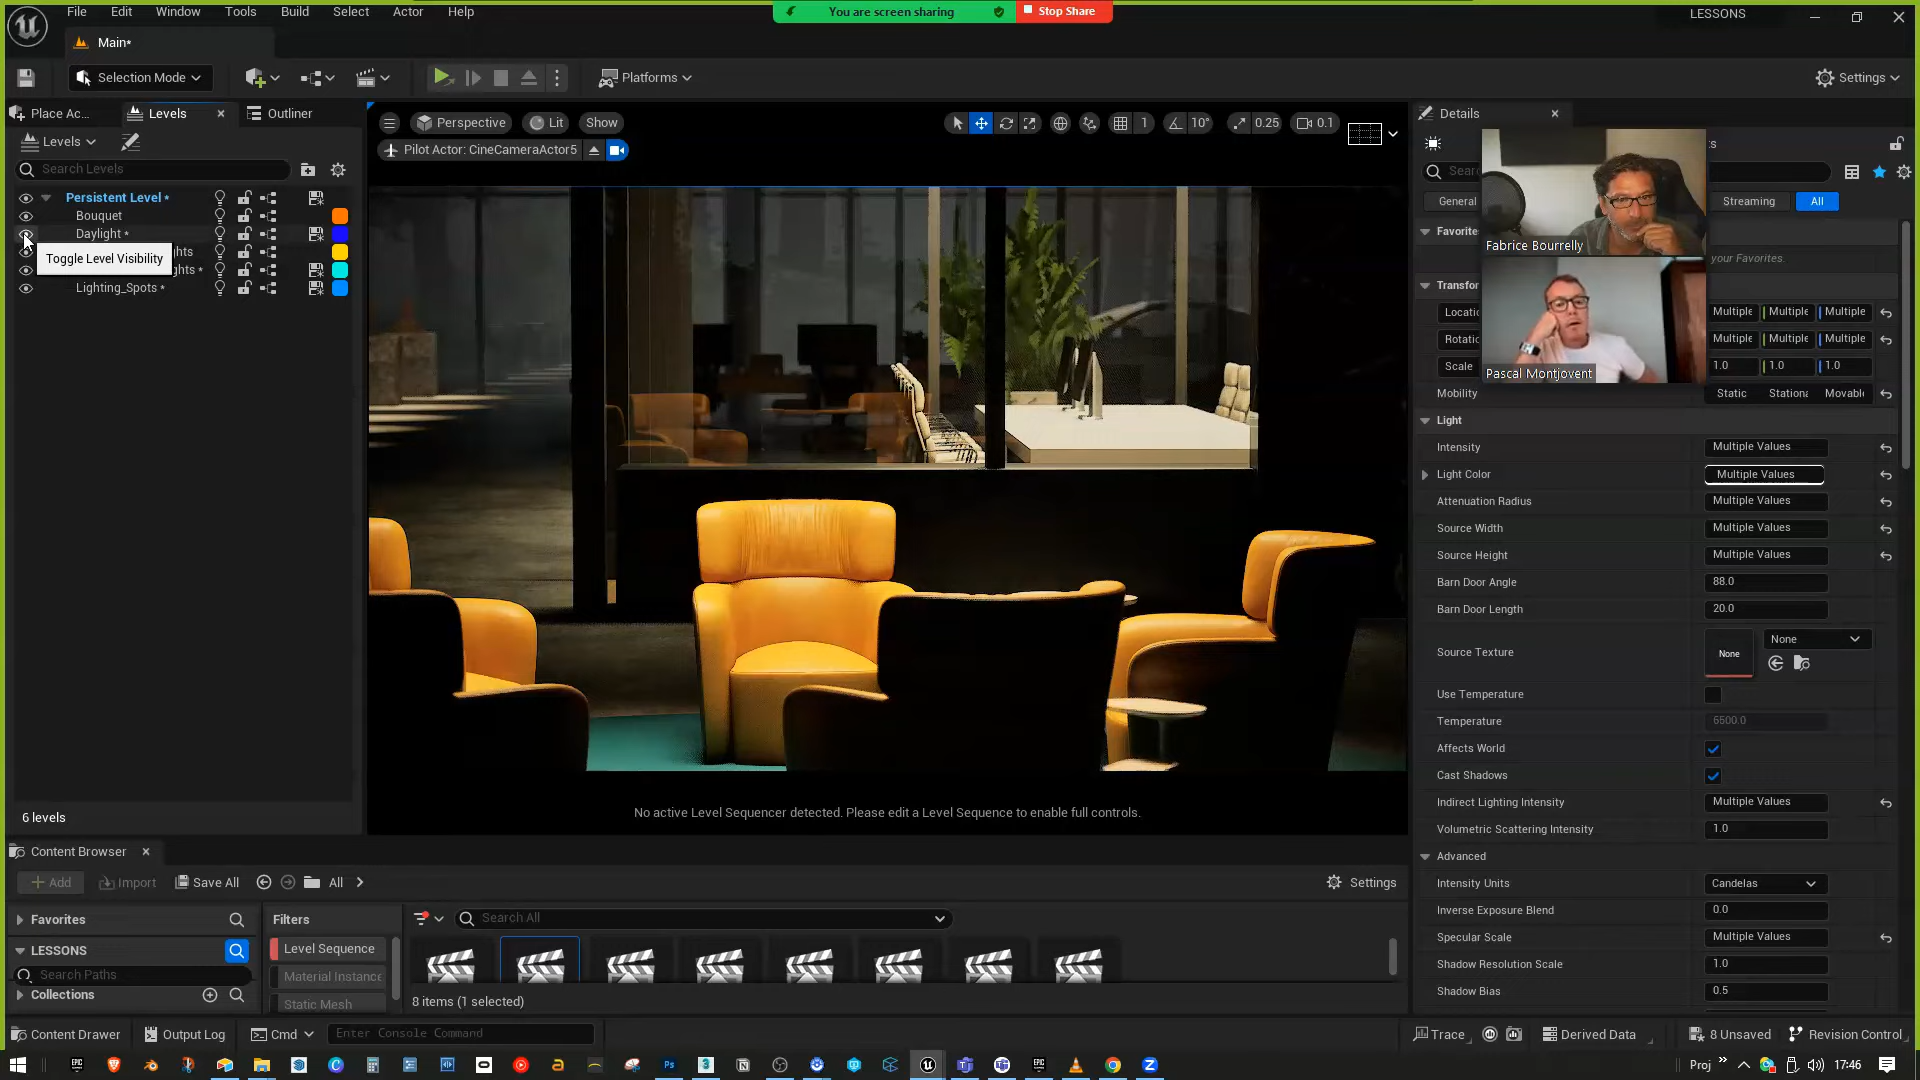 File Edit Window Tools Build Select Actor Help
You are screen sharing
Stop Share
LESSONS
Main*
Selection Mode
Platforms
Settings
Place Ac...
Levels
Outliner
Levels
Search Levels
Persistent Level *
Bouquet
Daylight *
Toggle Level Visibility
ghts
ghts *
Lighting_Spots *
6 levels
Perspective
Lit
Show
1
10°
0.25
0.1
Pilot Actor: CineCameraActor5
No active Level Sequencer detected. Please edit a Level Sequence to enable full controls.
Details
Fabrice Bourrelly
Pascal Montjovent
General
Streaming
All
Favorites
your Favorites.
Transfor
Locatio
Multiple Multiple Multiple
Rotatio
Multiple Multiple Multiple
Scale
1.0 1.0 1.0
Mobility
Static Stationa Movable
Light
Intensity Multiple Values
Light Color Multiple Values
Attenuation Radius Multiple Values
Source Width Multiple Values
Source Height Multiple Values
Barn Door Angle 88.0
Barn Door Length 20.0
Source Texture None None
Use Temperature
Temperature 6500.0
Affects World
Cast Shadows
Indirect Lighting Intensity Multiple Values
Volumetric Scattering Intensity 1.0
Advanced
Intensity Units Candelas
Inverse Exposure Blend 0.0
Specular Scale Multiple Values
Shadow Resolution Scale 1.0
Shadow Bias 0.5
Content Browser
Add
Import
Save All
All
Settings
Favorites
LESSONS
Search Paths
Collections
Filters
Level Sequence
Material Instance
Static Mesh
Search All
8 items (1 selected)
Content Drawer
Output Log
Cmd
Enter Console Command
Trace
Derived Data
8 Unsaved
Revision Control
Proj
17:46